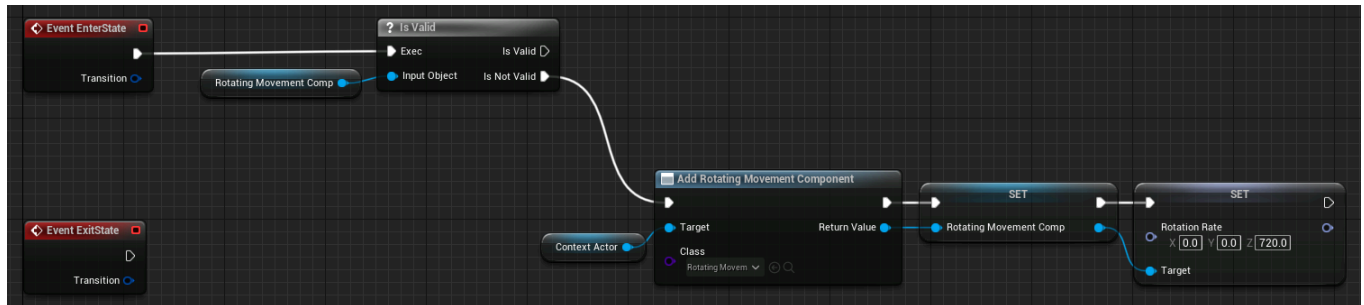 Event EnterState
Transition
Rotating Movement Comp
? Is Valid
Exec
Is Valid
Input Object
Is Not Valid
Add Rotating Movement Component
Target
Return Value
Class
Rotating Movem
Context Actor
SET
Rotating Movement Comp
SET
Rotation Rate
X 0.0 Y 0.0 Z 720.0
Target
Event ExitState
Transition